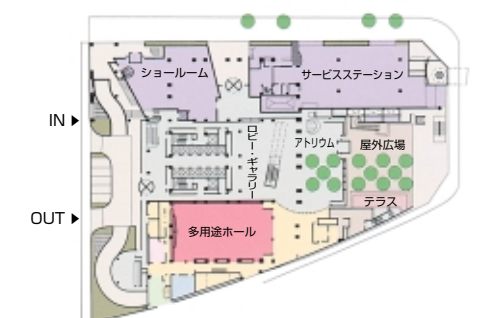 ショールーム
サービスステーション
IN
ロビー・ギャラリー
アトリウム
屋外広場
テラス
OUT
多用途ホール